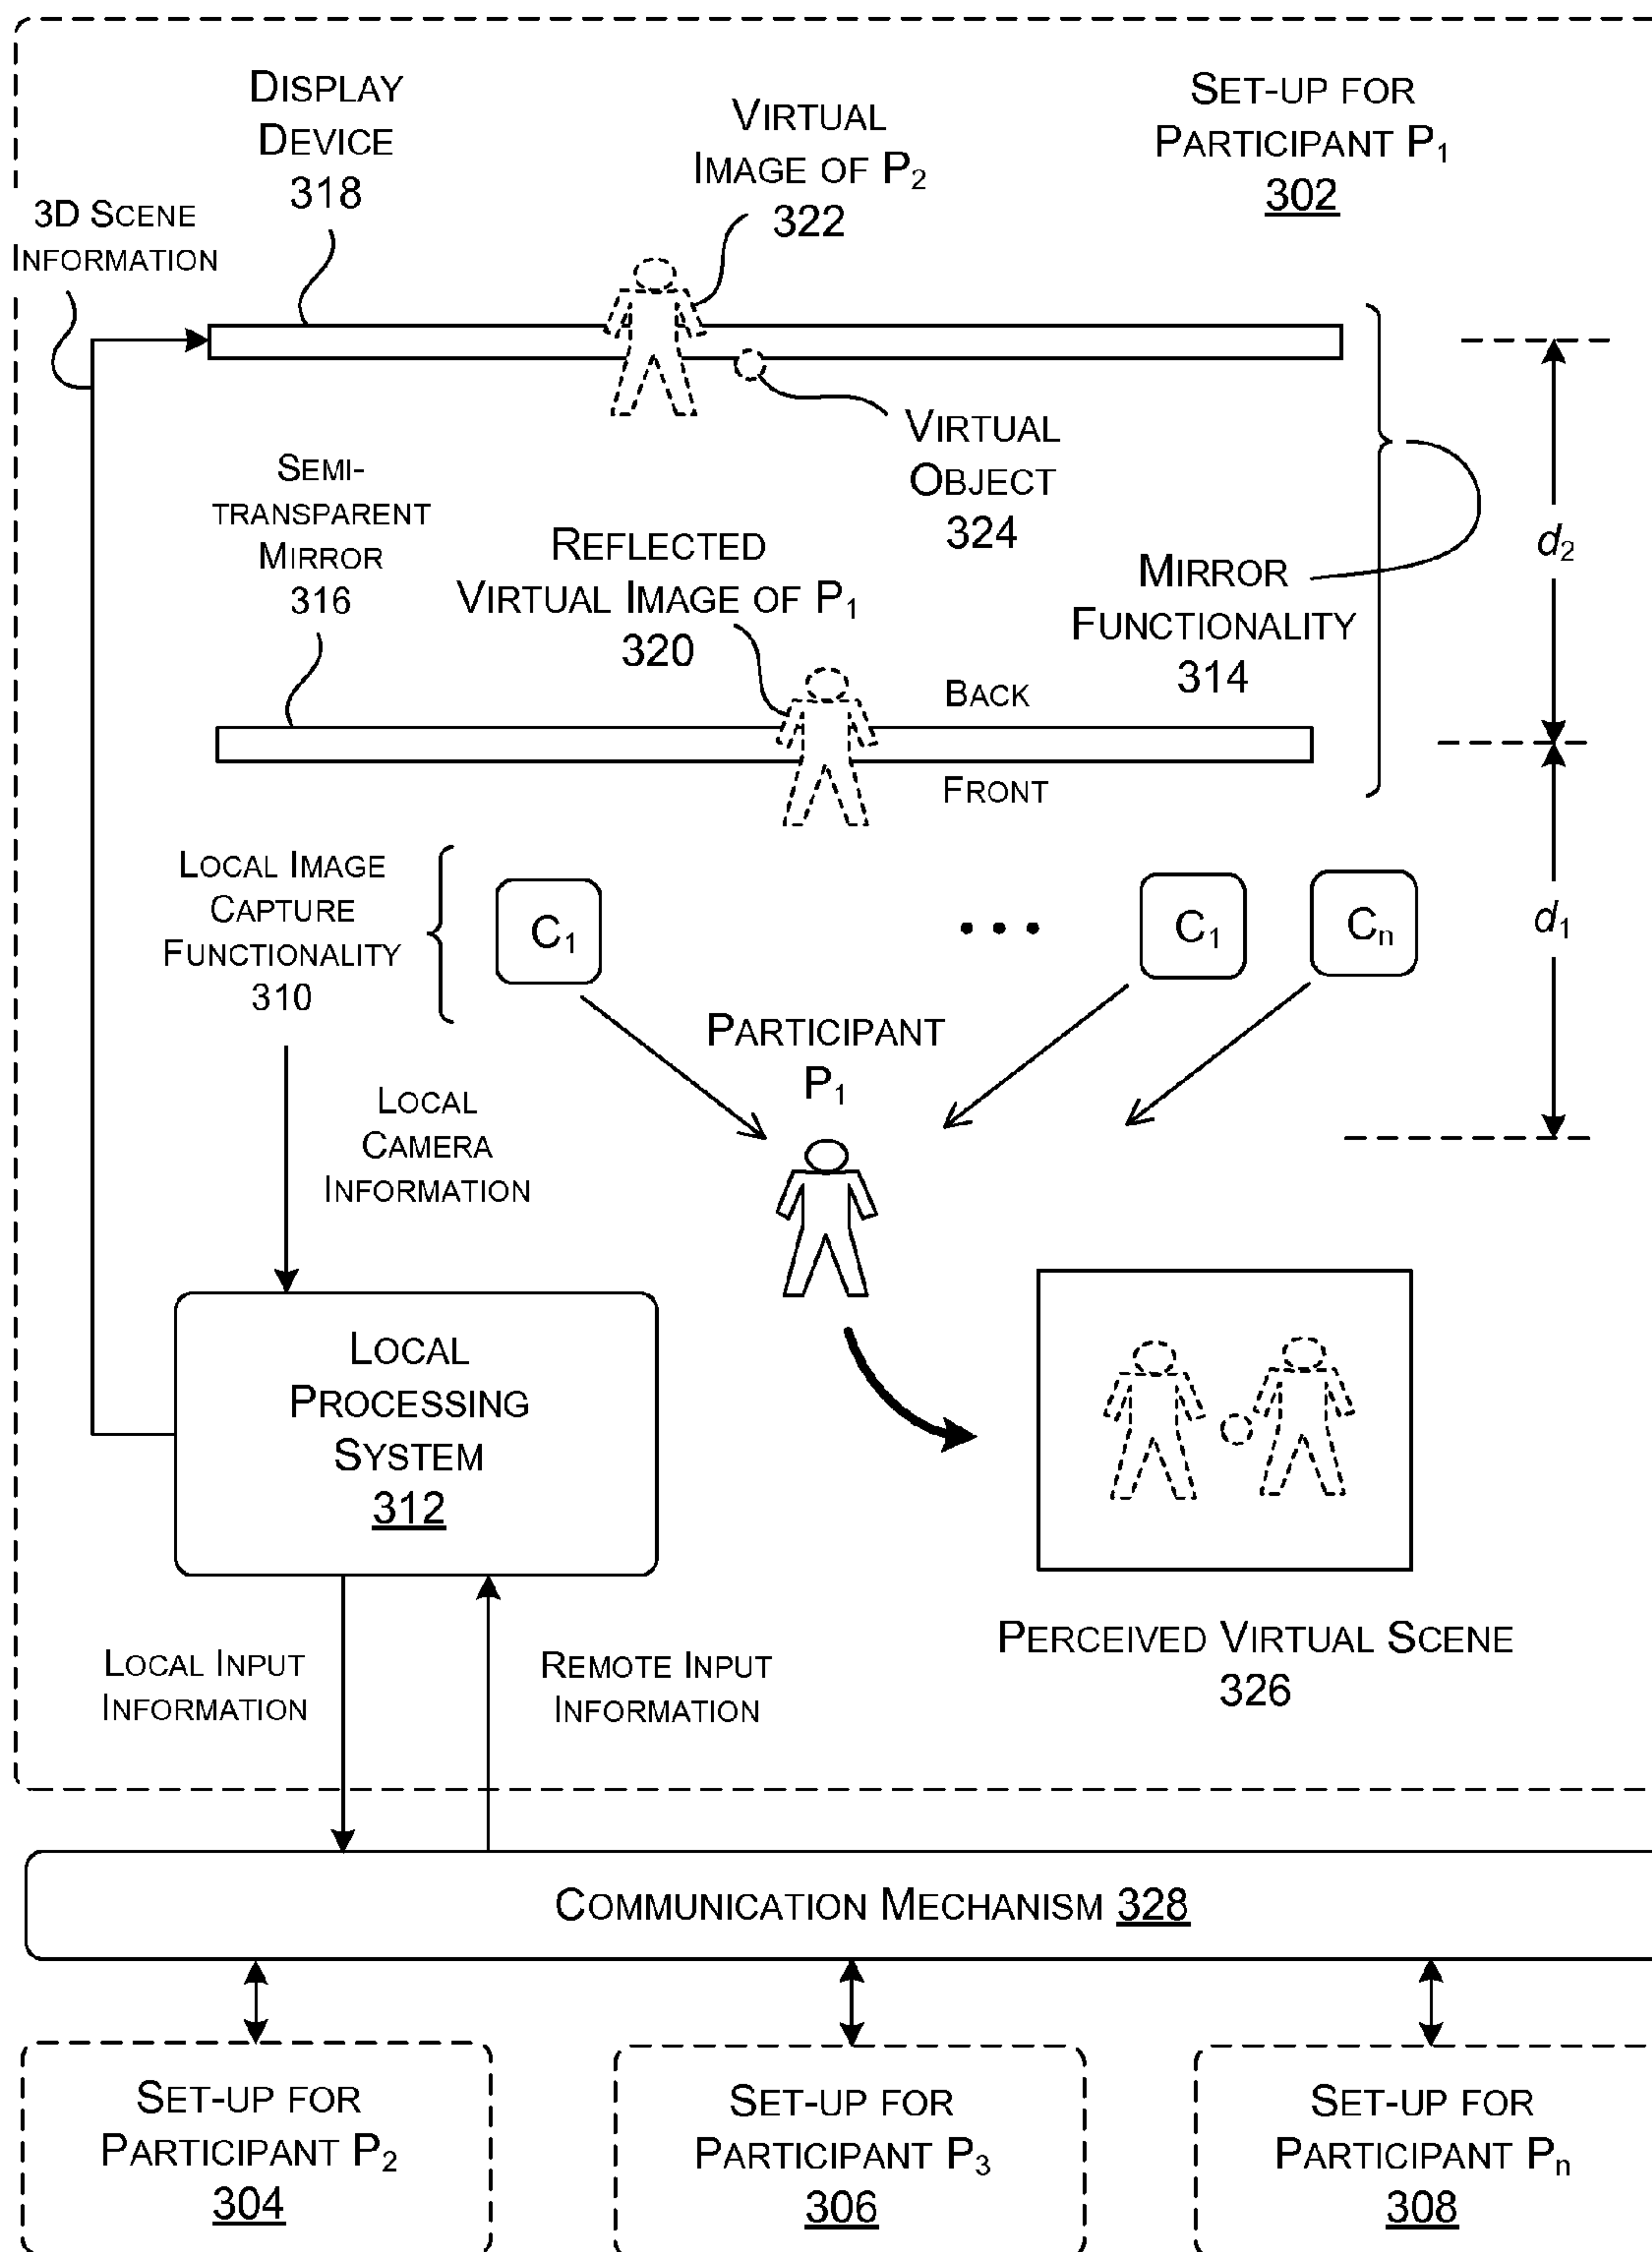 DISPLAY
DEVICE
318
VIRTUAL
IMAGE OF P2
322
SET-UP FOR
PARTICIPANT P1
302
3D SCENE
INFORMATION
VIRTUAL
OBJECT
324
SEMI-
TRANSPARENT
MIRROR
316
REFLECTED
VIRTUAL IMAGE OF P1
320
MIRROR
FUNCTIONALITY
314
d2
BACK
FRONT
LOCAL IMAGE
CAPTURE
FUNCTIONALITY
310
C1
• • •
C1
Cn
d1
PARTICIPANT
P1
LOCAL
CAMERA
INFORMATION
LOCAL
PROCESSING
SYSTEM
312
PERCEIVED VIRTUAL SCENE
326
LOCAL INPUT
INFORMATION
REMOTE INPUT
INFORMATION
COMMUNICATION MECHANISM 328
SET-UP FOR
PARTICIPANT P2
304
SET-UP FOR
PARTICIPANT P3
306
SET-UP FOR
PARTICIPANT Pn
308